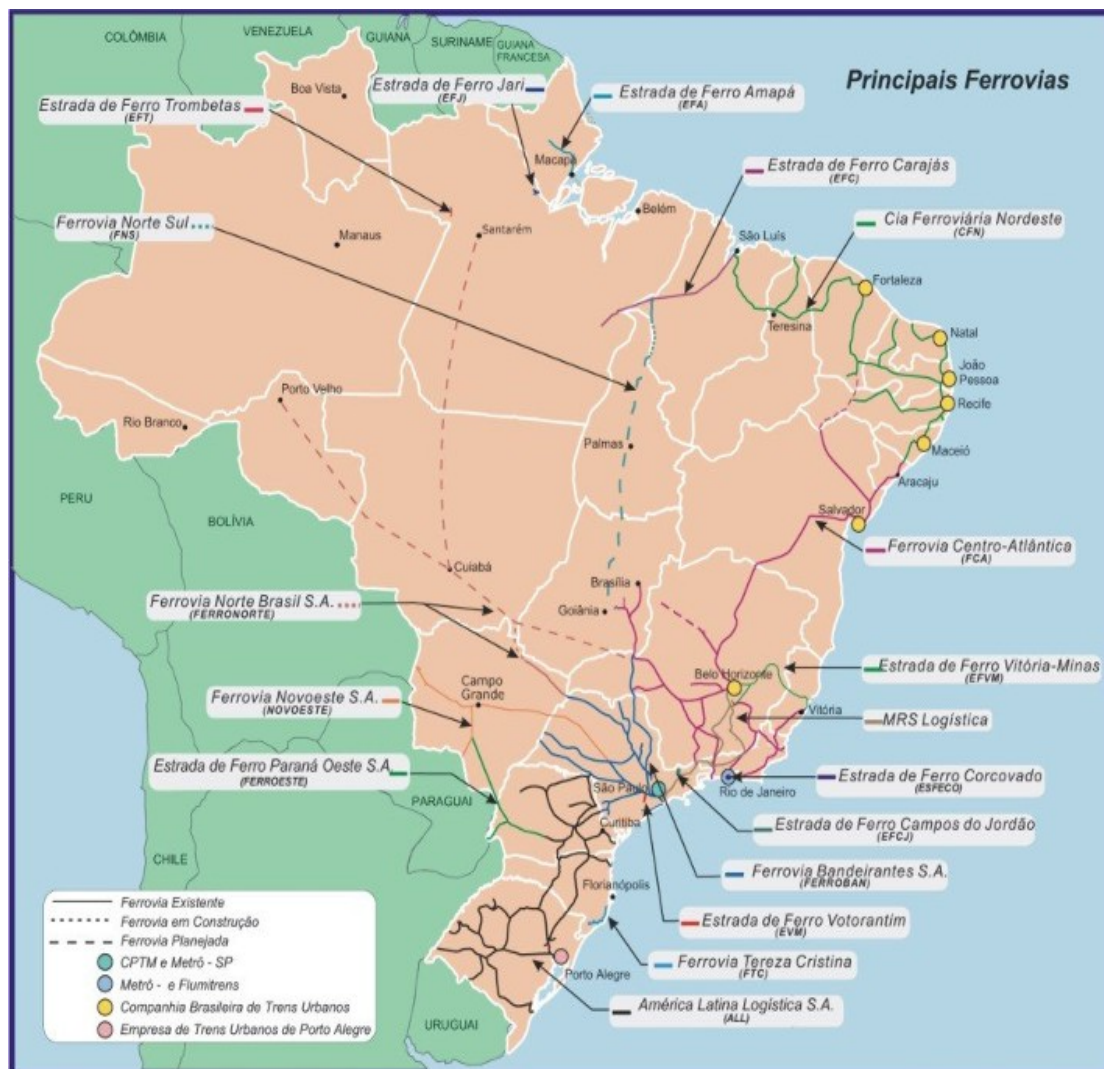 COLÔMBIA
VENEZUELA
GUIANA
SURINAME
GUIANA
FRANCESA
Principais Ferrovias
Boa Vista
Estrada de Ferro Jari
(EFJ)
Estrada de Ferro Amapá
(EFA)
Estrada de Ferro Trombetas
(EFT)
Macapá
Estrada de Ferro Carajás
(EFC)
Belém
Ferrovia Norte Sul
(FNS)
Manaus
Santarém
São Luís
Cia Ferroviária Nordeste
(CFN)
Fortaleza
Teresina
Natal
João
Pessoa
Porto Velho
Recife
Rio Branco
Palmas
Maceió
Aracaju
PERU
BOLÍVIA
Salvador
Ferrovia Centro-Atlântica
(FCA)
Cuiabá
Brasília
Goiânia
Ferrovia Norte Brasil S.A.
(FERRONORTE)
Estrada de Ferro Vitória-Minas
(EFVM)
Belo Horizonte
Campo
Grande
Ferrovia Novoeste S.A.
(NOVOESTE)
Vitória
MRS Logística
Estrada de Ferro Paraná Oeste S.A.
(FERROESTE)
São Paulo
Rio de Janeiro
Estrada de Ferro Corcovado
(ESFECO)
PARAGUAI
Curitiba
Estrada de Ferro Campos do Jordão
(EFCJ)
CHILE
Ferrovia Bandeirantes S.A.
(FERROBAN)
Florianópolis
Estrada de Ferro Votorantim
(EVM)
Ferrovia Tereza Cristina
(FTC)
Porto Alegre
América Latina Logística S.A.
(ALL)
URUGUAI
Ferrovia Existente
Ferrovia em Construção
Ferrovia Planejada
CPTM e Metrô - SP
Metrô - e Flumitrens
Companhia Brasileira de Trens Urbanos
Empresa de Trens Urbanos de Porto Alegre